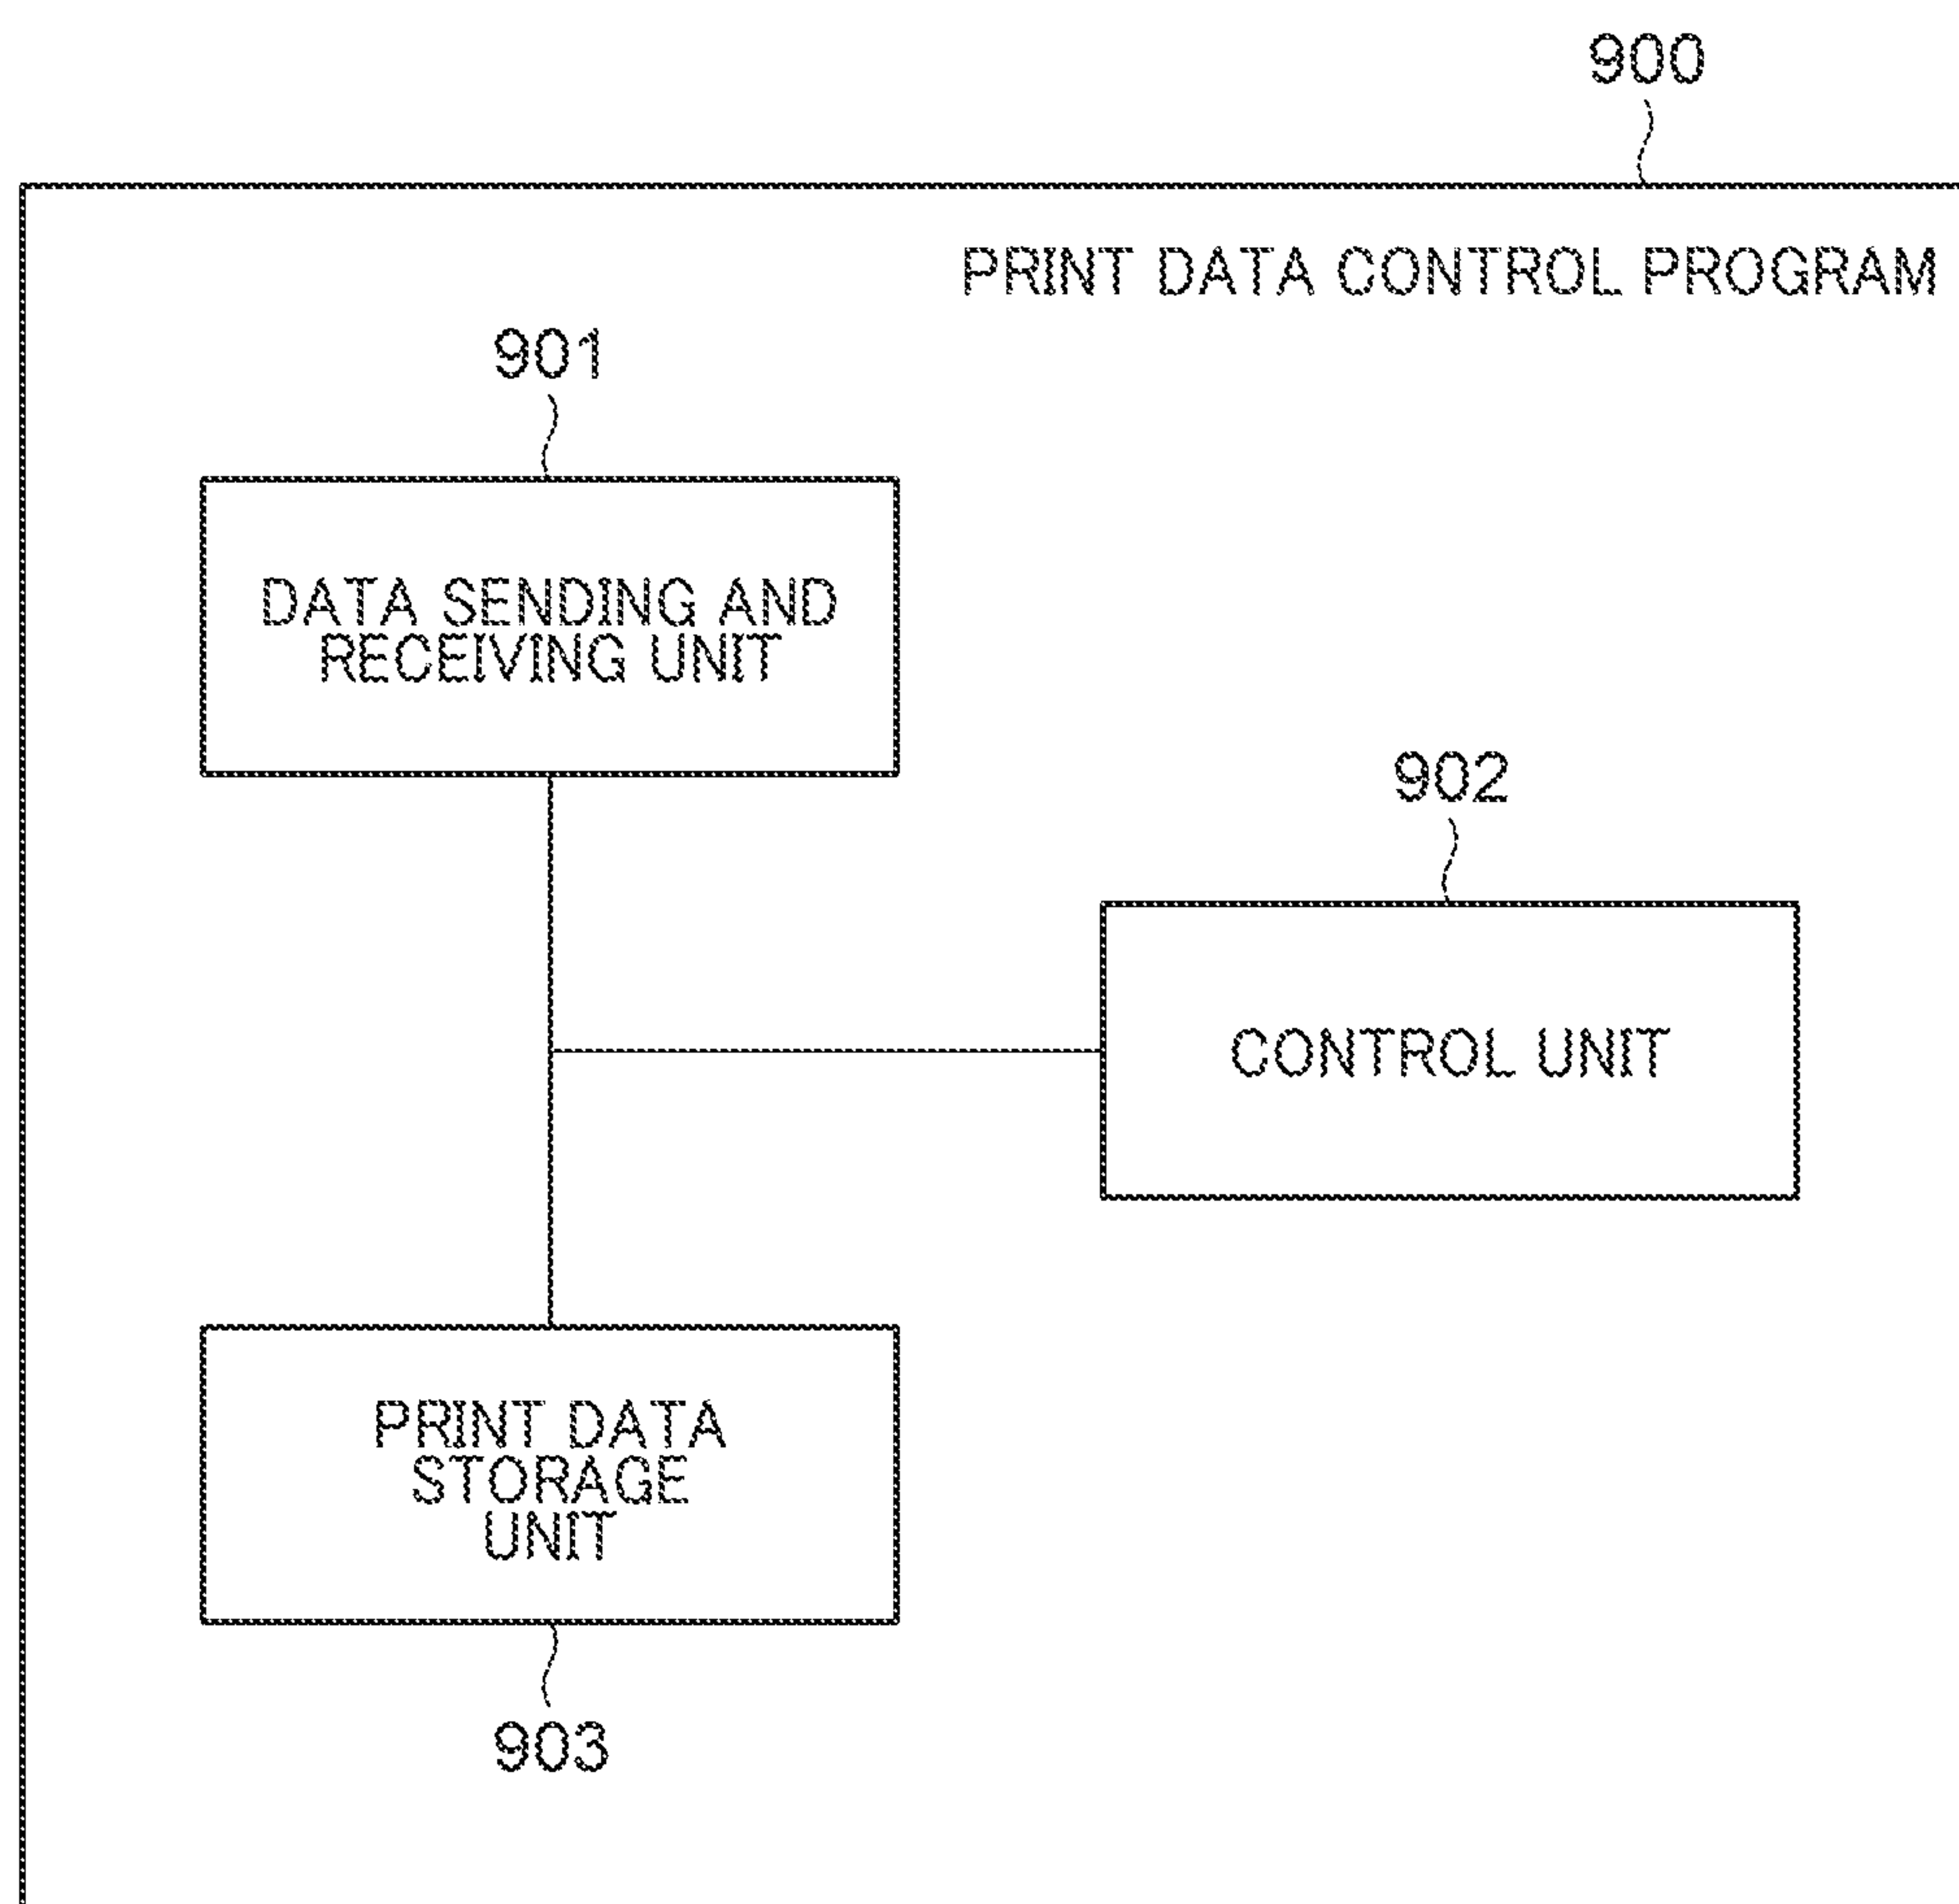 900
PRINT DATA CONTROL PROGRAM
901
DATA SENDING AND
RECEIVING UNIT
902
CONTROL UNIT
PRINT DATA
STORAGE
UNIT
903